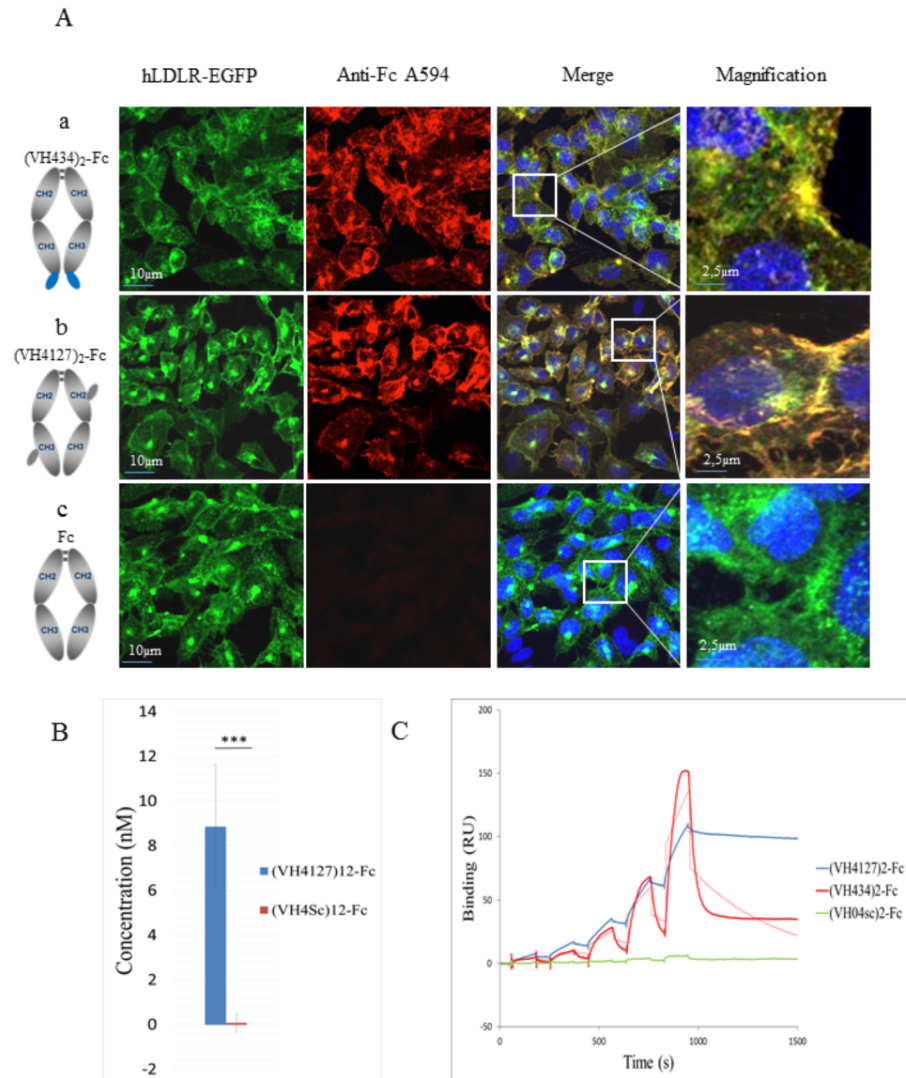 A
hLDLR-EGFP Anti-Fc A594 Merge Magnification
a
(VH434)2-Fc
CH2 CH2
CH3 CH3
10µm 2,5µm
b
(VH4127)2-Fc
CH2 CH2
CH3 CH3
10µm 2,5µm
c
Fc
CH2 CH2
CH3 CH3
10µm 2,5µm
B
Concentration (nM)
14
12
10
8
6
4
2
0
-2
***
(VH4127)12-Fc
(VH4Sc)12-Fc
C
Binding (RU)
200
150
100
50
0
-50
0 500 1000 1500
Time (s)
(VH4127)2-Fc
(VH434)2-Fc
(VH04sc)2-Fc